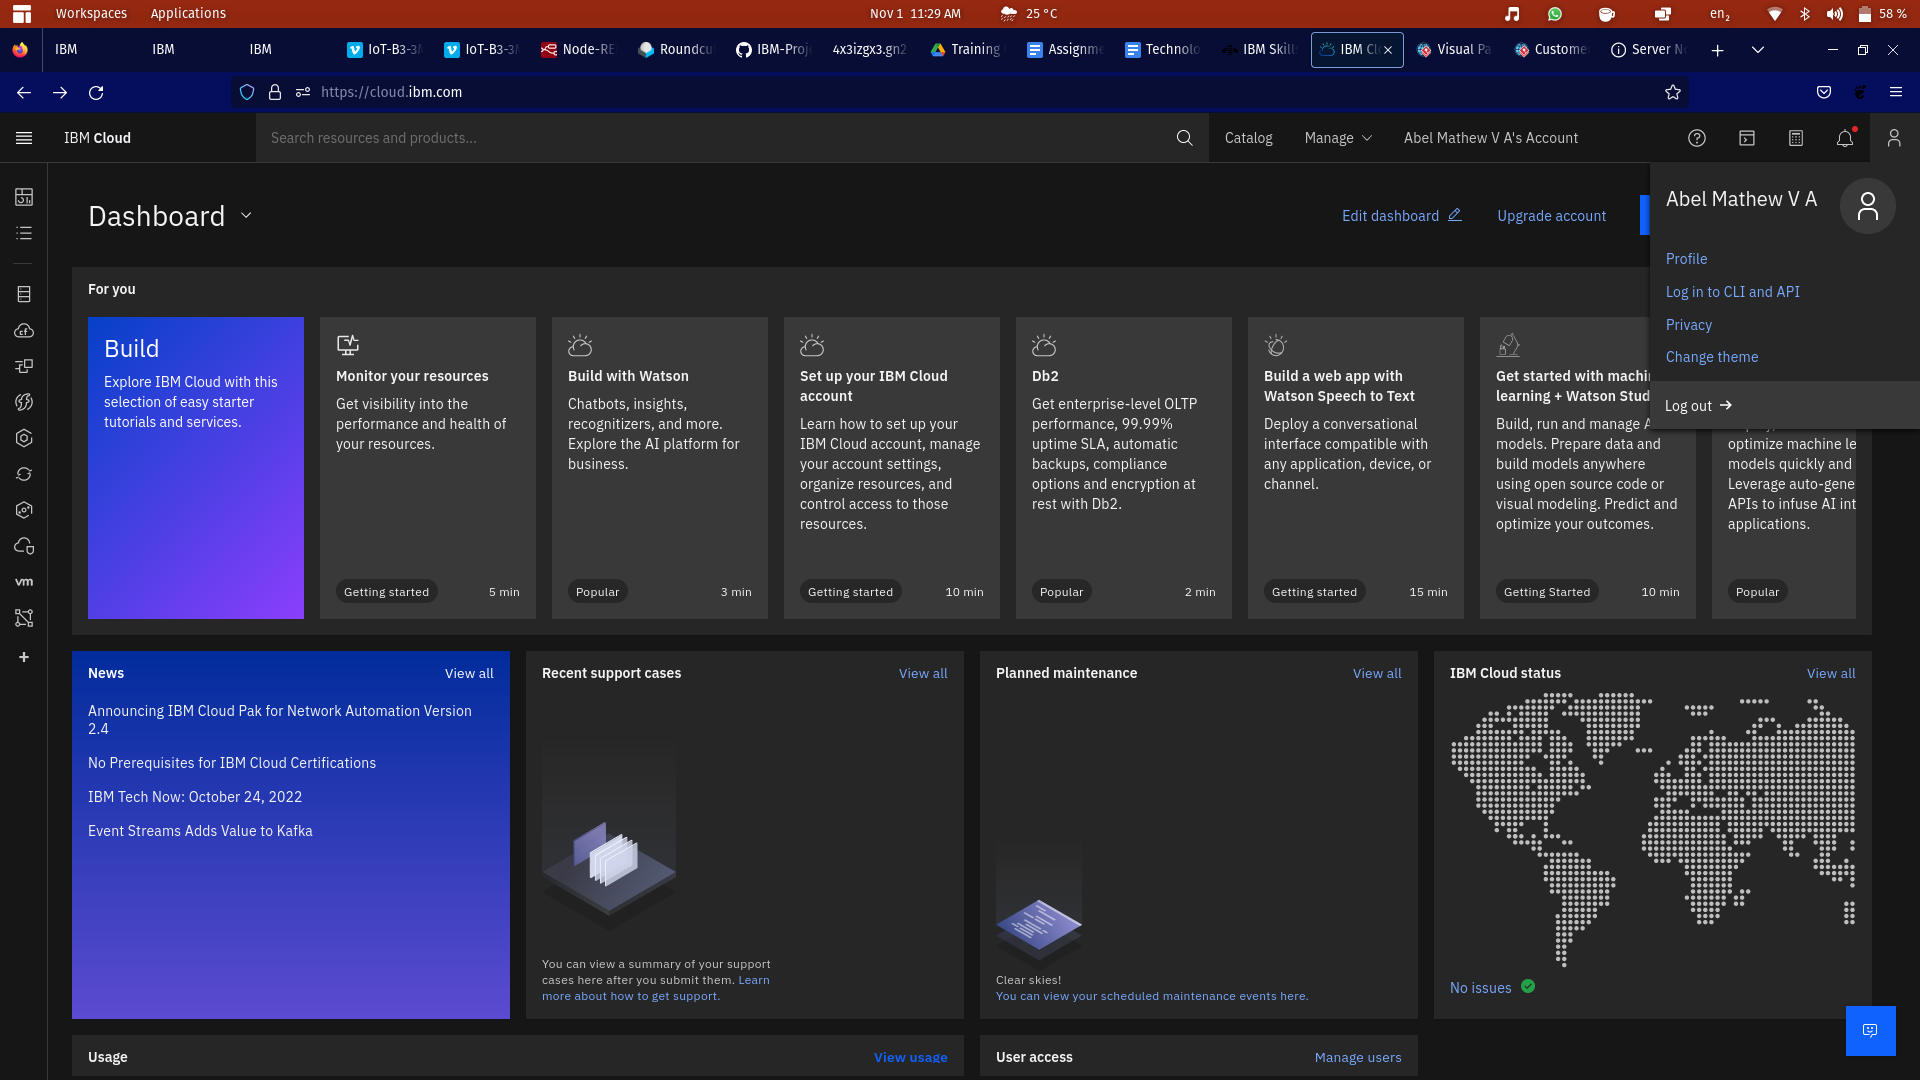 Workspaces Applications Nov 1 11:29 AM 25 °C en₂ 58 %
IBM IBM IBM IoT-B3-3 IoT-B3-3 Node-RE Roundcu IBM-Proj 4x3izgx3.gn2 Training Assignme Technolo IBM Skill IBM Cl Visual Pa Custome Server N
https://cloud.ibm.com
IBM Cloud Search resources and products... Catalog Manage Abel Mathew V A's Account
Dashboard Edit dashboard Upgrade account
Abel Mathew V A
Profile
Log in to CLI and API
Privacy
Change theme
Log out
For you
Build
Explore IBM Cloud with this
selection of easy starter
tutorials and services.
Monitor your resources
Get visibility into the
performance and health of
your resources.
Getting started 5 min
Build with Watson
Chatbots, insights,
recognizers, and more.
Explore the AI platform for
business.
Popular 3 min
Set up your IBM Cloud
account
Learn how to set up your
IBM Cloud account, manage
your account settings,
organize resources, and
control access to those
resources.
Getting started 10 min
Db2
Get enterprise-level OLTP
performance, 99.99%
uptime SLA, automatic
backups, compliance
options and encryption at
rest with Db2.
Popular 2 min
Build a web app with
Watson Speech to Text
Deploy a conversational
interface compatible with
any application, device, or
channel.
Getting started 15 min
Get started with machi
learning + Watson Stud
Build, run and manage A
models. Prepare data and
build models anywhere
using open source code or
visual modeling. Predict and
optimize your outcomes.
Getting Started 10 min
optimize machine le
models quickly and
Leverage auto-gene
APIs to infuse AI int
applications.
Popular
News View all
Announcing IBM Cloud Pak for Network Automation Version
2.4
No Prerequisites for IBM Cloud Certifications
IBM Tech Now: October 24, 2022
Event Streams Adds Value to Kafka
Recent support cases View all
You can view a summary of your support
cases here after you submit them. Learn
more about how to get support.
Planned maintenance View all
Clear skies!
You can view your scheduled maintenance events here.
IBM Cloud status View all
No issues
Usage View usage
User access Manage users
cf
vm